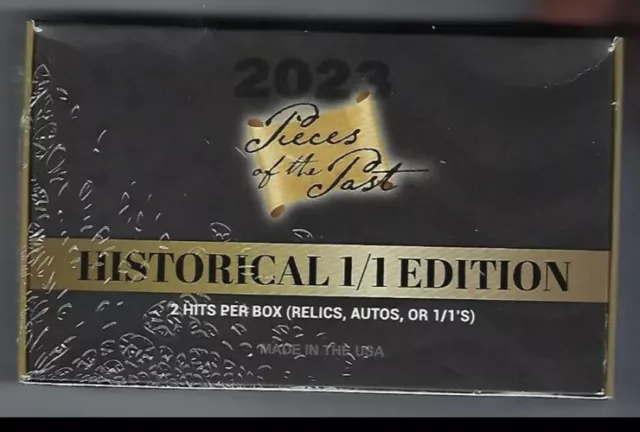 2023
Pieces
of the Past
HISTORICAL 1/1 EDITION
2 HITS PER BOX (RELICS, AUTOS, OR 1/1'S)
MADE IN THE USA